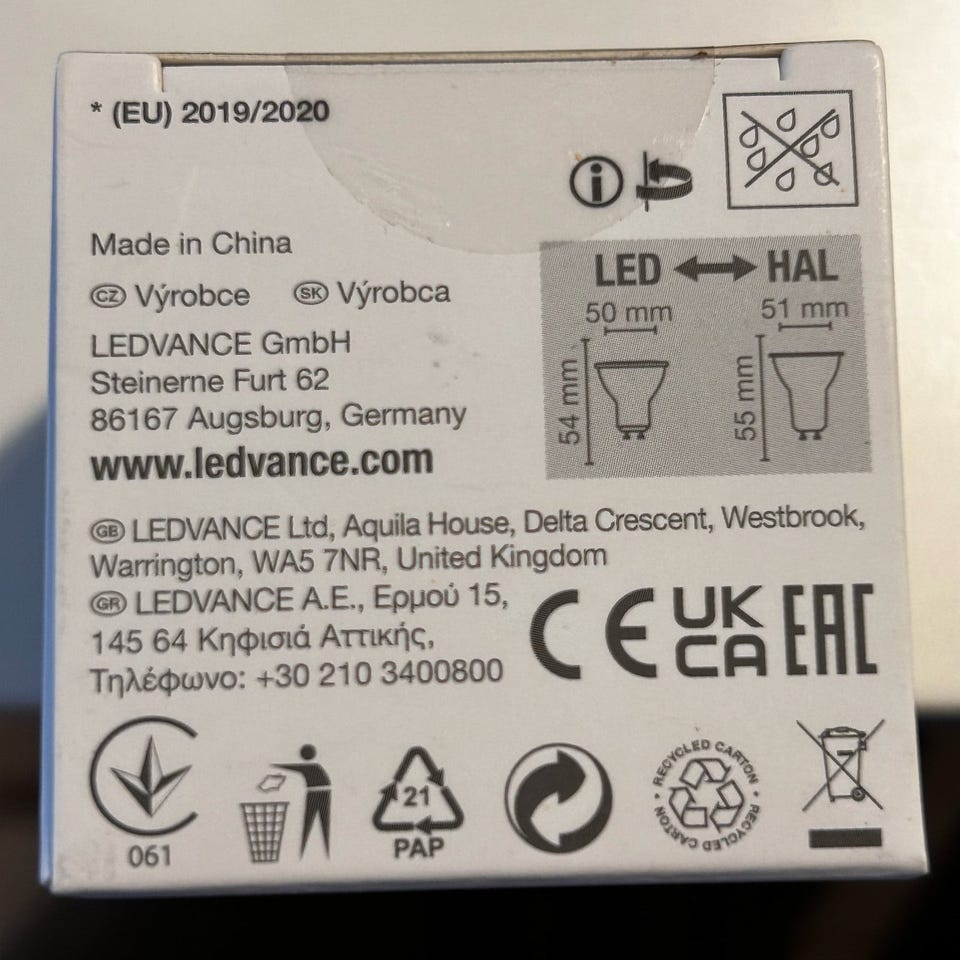 * (EU) 2019/2020
Made in China
CZ Výrobce SK Výrobca
LEDVANCE GmbH
Steinerne Furt 62
86167 Augsburg, Germany
www.ledvance.com
LED HAL
50 mm 51 mm
54 mm 55 mm
GB LEDVANCE Ltd, Aquila House, Delta Crescent, Westbrook,
Warrington, WA5 7NR, United Kingdom
GR LEDVANCE A.E., Ερμού 15,
145 64 Κηφισιά Αττικής,
Τηλέφωνο: +30 210 3400800
CE UK CA EAC
061
21
PAP
RECYCLED CARTON • RECYCLED CARTON •